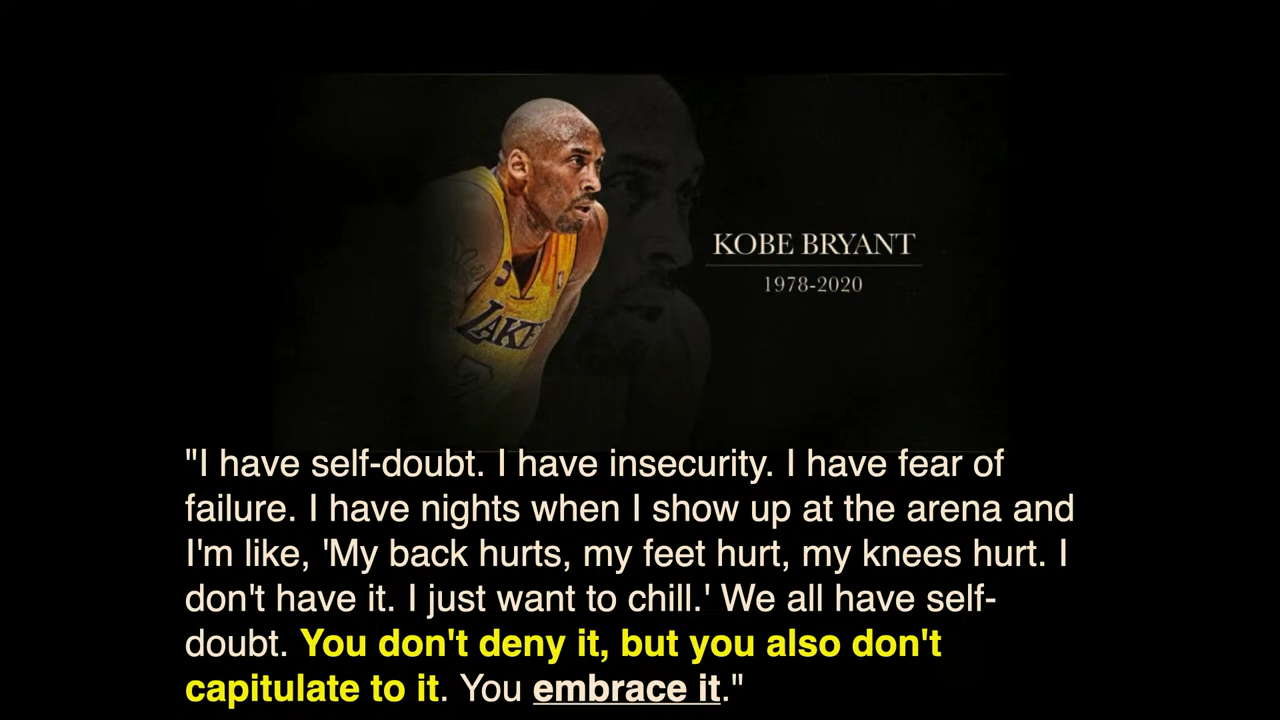 LAKE
KOBE BRYANT
1978-2020
"I have self-doubt. I have insecurity. I have fear of
failure. I have nights when I show up at the arena and
I'm like, 'My back hurts, my feet hurt, my knees hurt. I
don't have it. I just want to chill.' We all have self-
doubt. You don't deny it, but you also don't
capitulate to it. You embrace it."